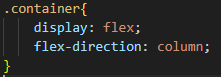 .container{
    display: flex;
    flex-direction: column;
}